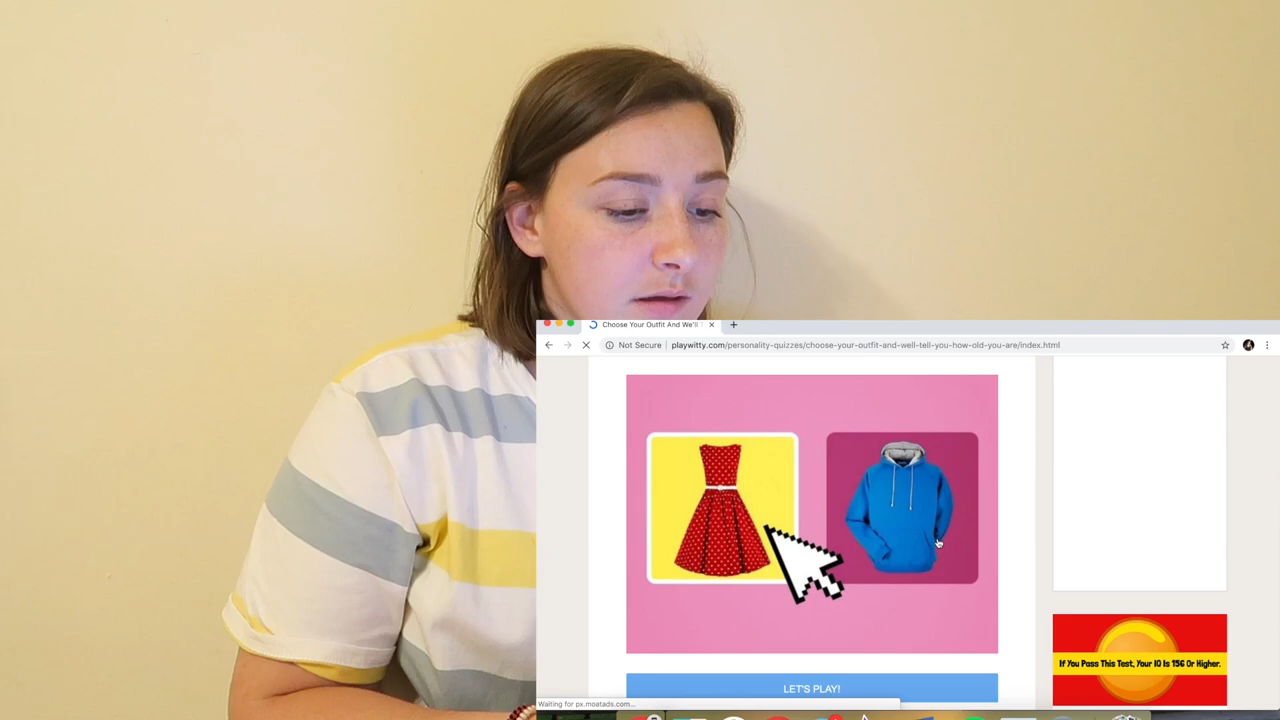 Choose Your Outfit And We'll
Not Secure
playwitty.com/personality-quizzes/choose-your-outfit-and-well-tell-you-how-old-you-are/index.html
If You Pass This Test, Your IQ Is 156 Or Higher.
LET'S PLAY!
Waiting for px.moatads.com...